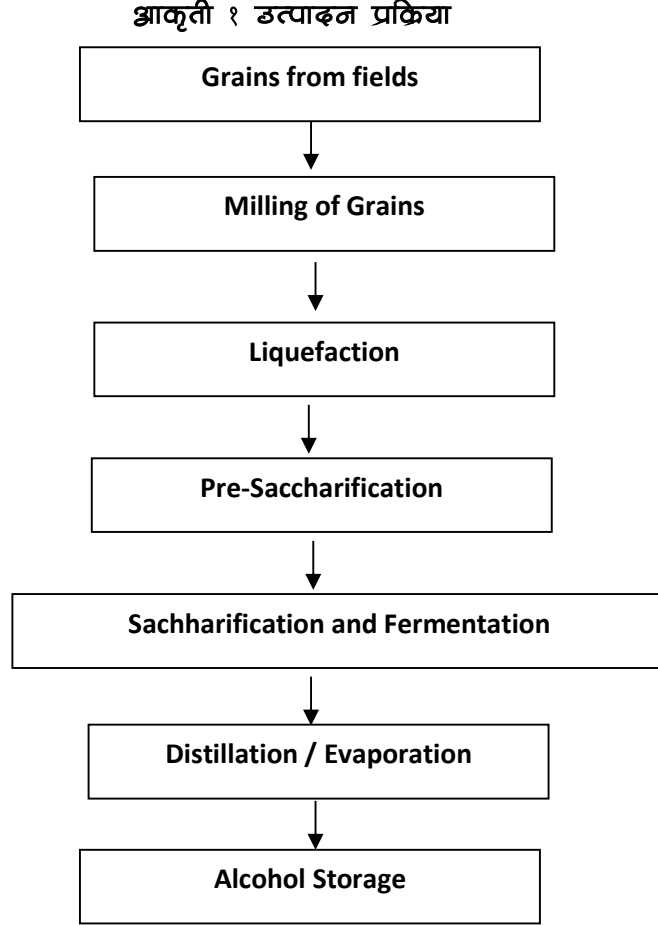 आकृती १ उत्पादन प्रक्रिया
Grains from fields
Milling of Grains
Liquefaction
Pre-Saccharification
Sachharification and Fermentation
Distillation / Evaporation
Alcohol Storage